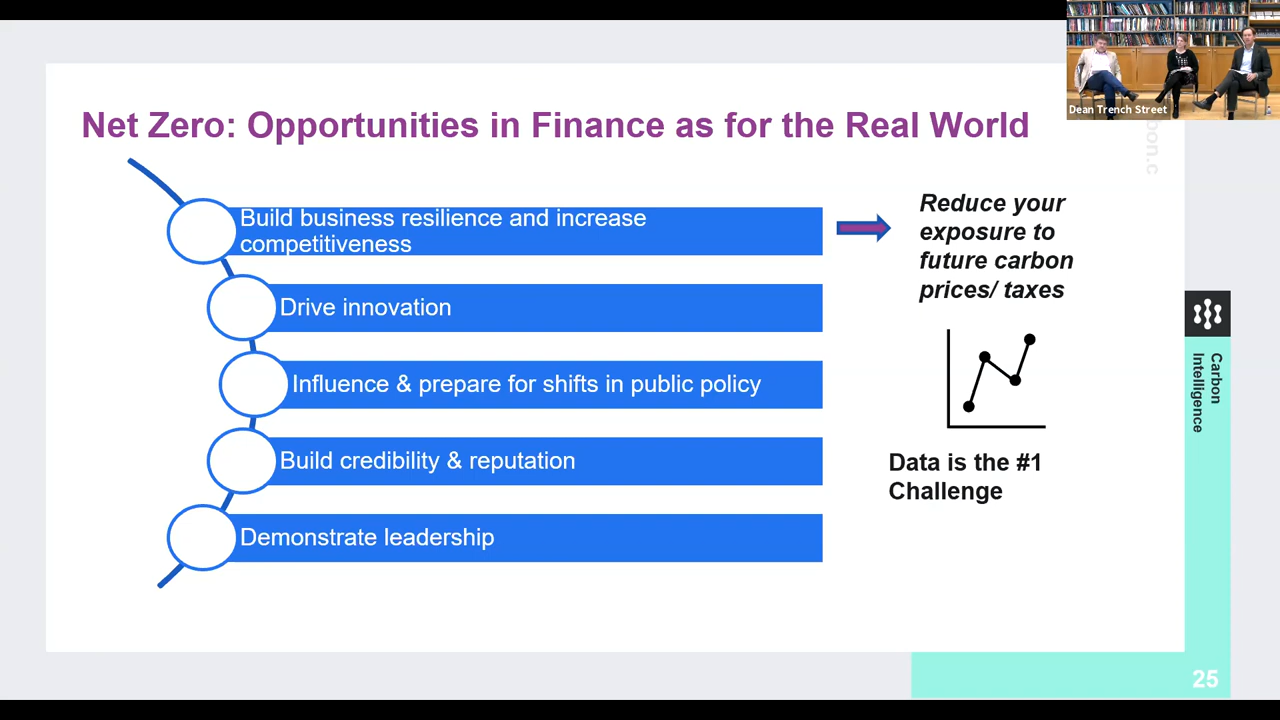 Dean Trench Street
Net Zero: Opportunities in Finance as for the Real World
Build business resilience and increase
competitiveness
Drive innovation
Influence & prepare for shifts in public policy
Build credibility & reputation
Demonstrate leadership
Reduce your
exposure to
future carbon
prices/ taxes
Data is the #1
Challenge
Carbon
Intelligence
25